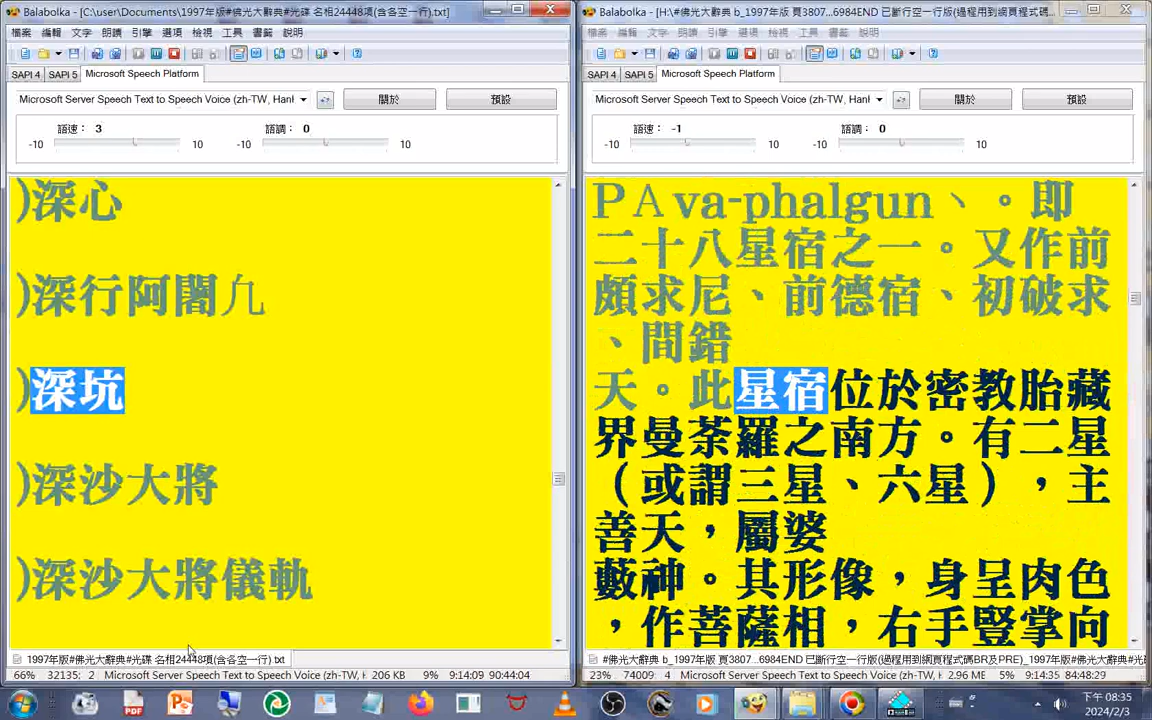 Balabolka - [C:\user\Documents\1997年版#佛光大辭典#光碟 名相24448項(含各空一行).txt]
檔案 編輯 文字 朗讀 引擎 選項 檢視 工具 書籤 說明
SAPI 4 SAPI 5 Microsoft Speech Platform
Microsoft Server Speech Text to Speech Voice (zh-TW, Hanl
關於 預設
語速： 3 語調： 0
-10 10 -10 10
)深心
)深行阿闍
)深坑
)深沙大將
)深沙大將儀軌
1997年版#佛光大辭典#光碟 名相24448項(含各空一行).txt
66% 32135: 2 Microsoft Server Speech Text to Speech Voice (zh-TW, H 206 KB 9% 9:14:09 90:44:04
Balabolka - [H:\#佛光大辭典 b_1997年版 頁3807...6984END 已斷行空一行版(過程用到網頁程式碼...
檔案 編輯 文字 朗讀 引擎 選項 檢視 工具 書籤 說明
SAPI 4 SAPI 5 Microsoft Speech Platform
Microsoft Server Speech Text to Speech Voice (zh-TW, Hanl
關於 預設
語速： -1 語調： 0
-10 10 -10 10
ＰＡva-phalgunヽ。即
二十八星宿之一。又作前
頗求尼、前德宿、初破求
、間錯
天。此星宿位於密教胎藏
界曼荼羅之南方。有二星
（或謂三星、六星），主
善天，屬婆
藪神。其形像，身呈肉色
，作菩薩相，右手豎掌向
#佛光大辭典 b_1997年版 頁3807...6984END 已斷行空一行版(過程用到網頁程式碼BR及PRE)_1997年版#光
23% 74009: 4 Microsoft Server Speech Text to Speech Voice (zh-TW, H 2.96 ME 5% 9:14:35 84:48:29
下午 08:35
2024/2/3